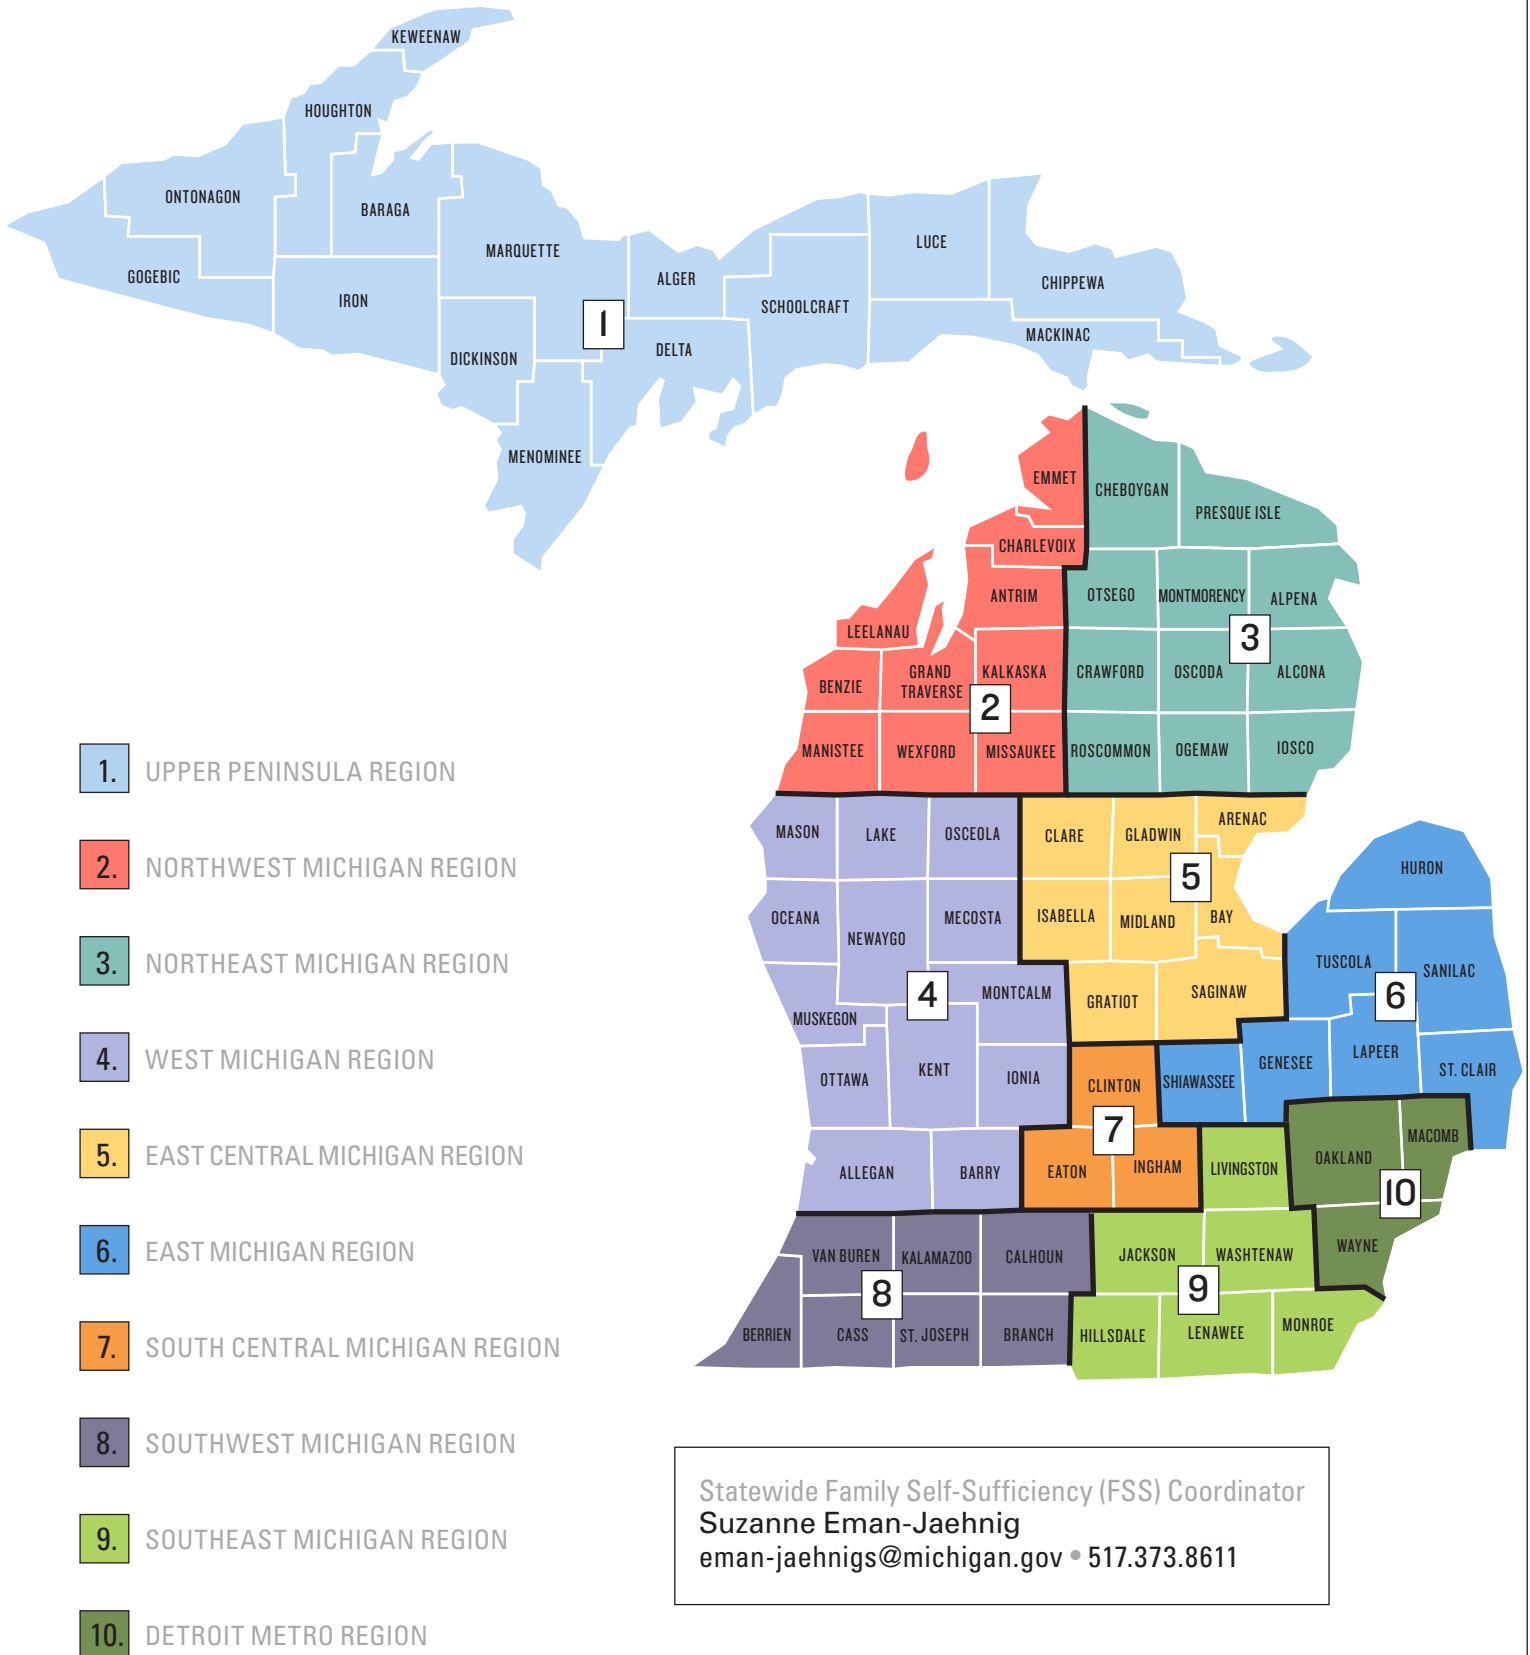 KEWEENAW
HOUGHTON
ONTONAGON
BARAGA
GOGEBIC
IRON
MARQUETTE
DICKINSON
MENOMINEE
1
ALGER
DELTA
SCHOOLCRAFT
LUCE
CHIPPEWA
MACKINAC
EMMET
CHARLEVOIX
ANTRIM
LEELANAU
BENZIE
GRAND
TRAVERSE
KALKASKA
2
MANISTEE
WEXFORD
MISSAUKEE
CHEBOYGAN
PRESQUE ISLE
OTSEGO
MONTMORENCY
ALPENA
3
CRAWFORD
OSCODA
ALCONA
ROSCOMMON
OGEMAW
IOSCO
MASON
LAKE
OSCEOLA
OCEANA
NEWAYGO
MECOSTA
4
MONTCALM
MUSKEGON
OTTAWA
KENT
IONIA
ALLEGAN
BARRY
CLARE
GLADWIN
ARENAC
5
ISABELLA
MIDLAND
BAY
GRATIOT
SAGINAW
HURON
TUSCOLA
SANILAC
6
SHIAWASSEE
GENESEE
LAPEER
ST. CLAIR
CLINTON
7
EATON
INGHAM
VAN BUREN
KALAMAZOO
CALHOUN
8
BERRIEN
CASS
ST. JOSEPH
BRANCH
LIVINGSTON
JACKSON
WASHTENAW
9
HILLSDALE
LENAWEE
MONROE
OAKLAND
MACOMB
10
WAYNE
1. UPPER PENINSULA REGION
2. NORTHWEST MICHIGAN REGION
3. NORTHEAST MICHIGAN REGION
4. WEST MICHIGAN REGION
5. EAST CENTRAL MICHIGAN REGION
6. EAST MICHIGAN REGION
7. SOUTH CENTRAL MICHIGAN REGION
8. SOUTHWEST MICHIGAN REGION
9. SOUTHEAST MICHIGAN REGION
10. DETROIT METRO REGION
Statewide Family Self-Sufficiency (FSS) Coordinator
Suzanne Eman-Jaehnig
eman-jaehnigs@michigan.gov • 517.373.8611